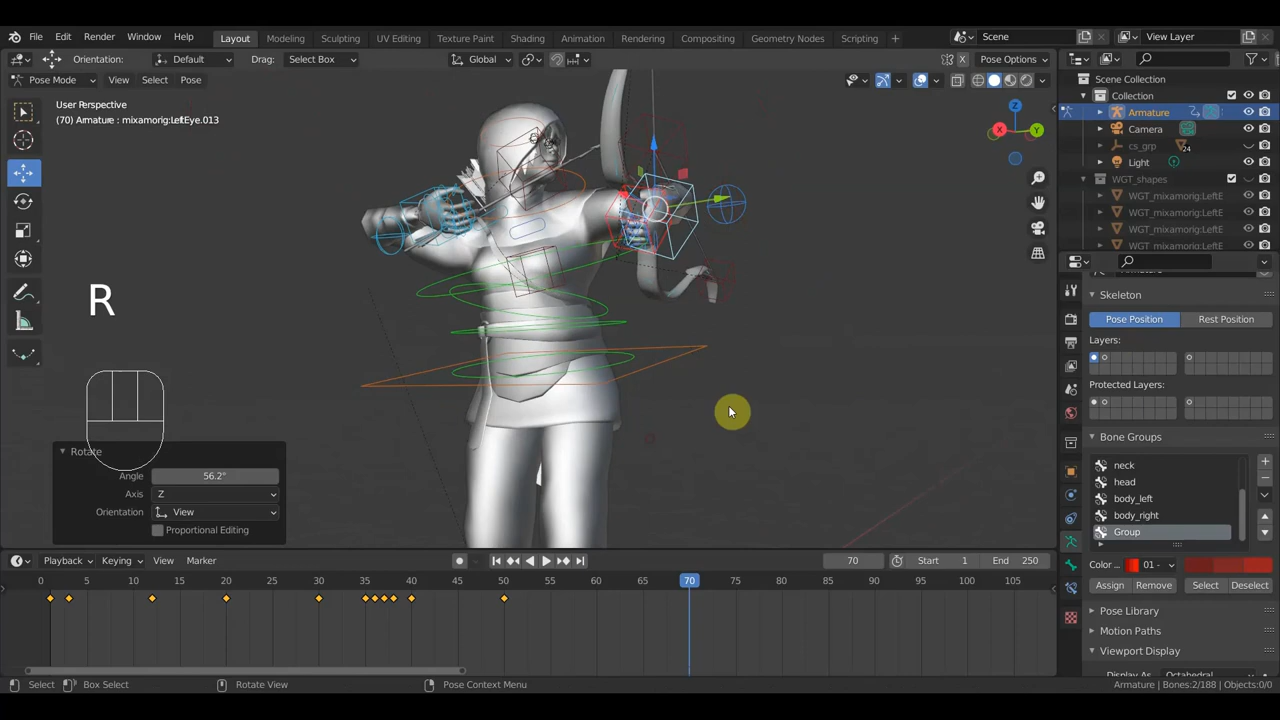 File Edit Render Window Help Layout Modeling Sculpting UV Editing Texture Paint Shading Animation Rendering Compositing Geometry Nodes Scripting + Scene View Layer
Orientation: Default Drag: Select Box Global X Pose Options
Pose Mode View Select Pose
User Perspective
(70) Armature : mixamorig:LeftEye.013
Z
X Y
R
Rotate
Angle 56.2°
Axis Z
Orientation View
Proportional Editing
Scene Collection
Collection
Armature
Camera
cs_grp 24
Light
WGT_shapes
WGT_mixamorig:LeftE
WGT_mixamorig:LeftE
WGT_mixamorig:LeftE
WGT_mixamorig:LeftE
Skeleton
Pose Position Rest Position
Layers:
Protected Layers:
Bone Groups
neck
head
body_left
body_right
Group
Color ... 01 -
Assign Remove Select Deselect
Pose Library
Motion Paths
Viewport Display
Display As Octahedral
Playback Keying View Marker 70 Start 1 End 250
0 5 10 15 20 25 30 35 40 45 50 55 60 65 70 75 80 85 90 95 100 105
Select Box Select Rotate View Pose Context Menu Armature | Bones:2/188 | Objects:0/0